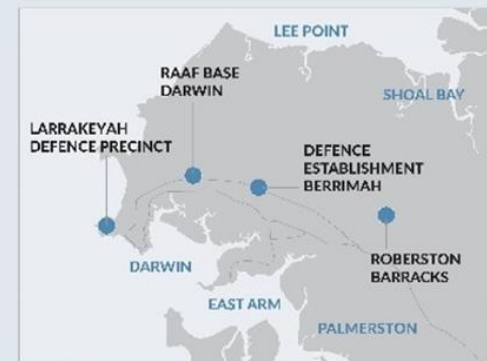 LEE POINT
RAAF BASE
DARWIN
SHOAL BAY
LARRAKEYAH
DEFENCE PRECINCT
DEFENCE
ESTABLISHMENT
BERRIMAH
DARWIN
ROBERSTON
BARRACKS
EAST ARM
PALMERSTON